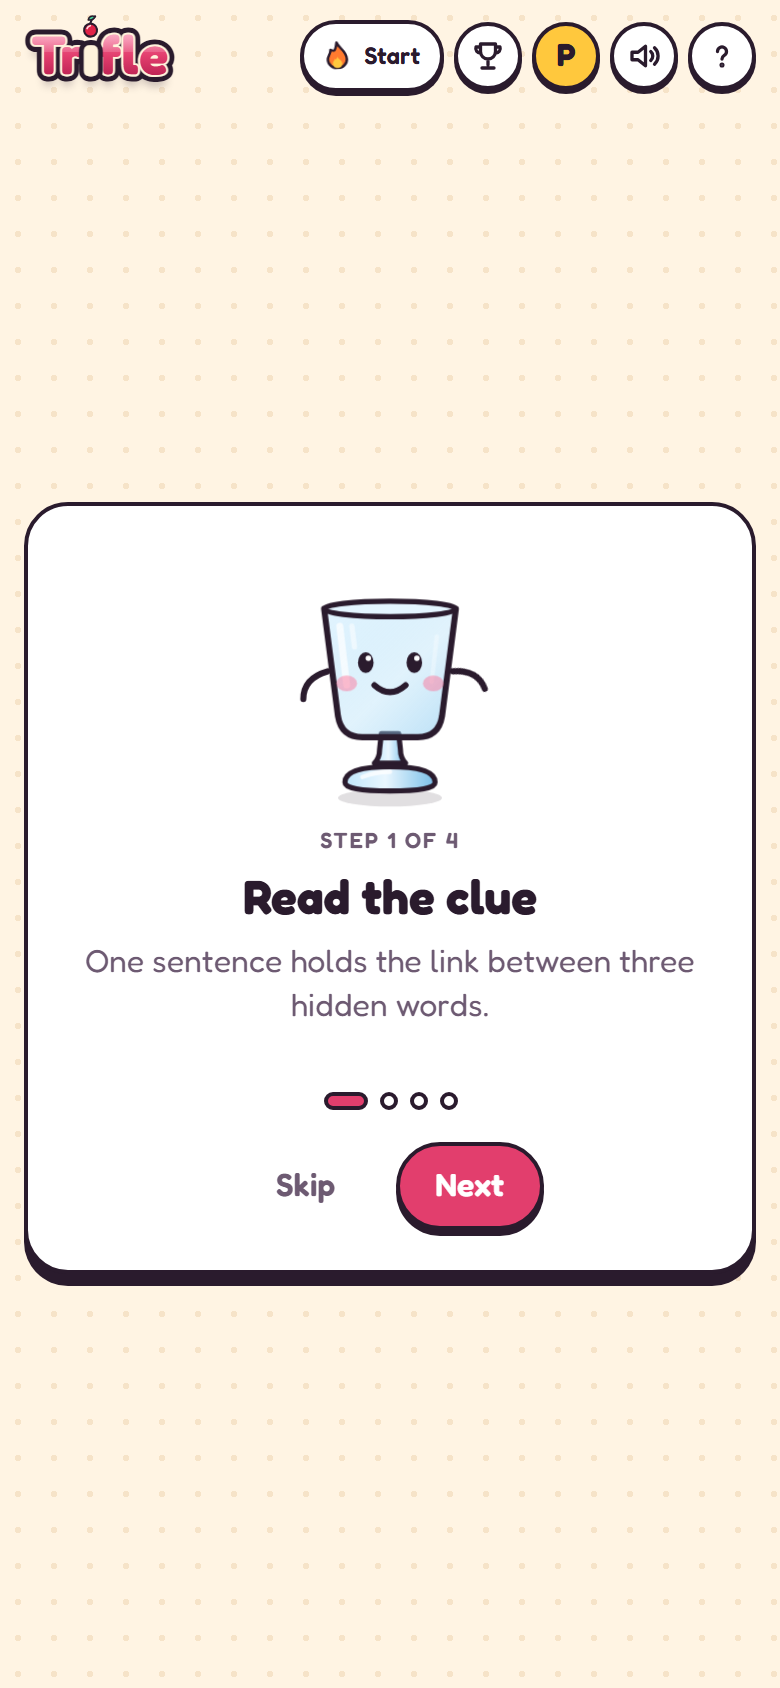 Trifle
Start
P
?
STEP 1 OF 4
Read the clue
One sentence holds the link between three
hidden words.
Skip
Next